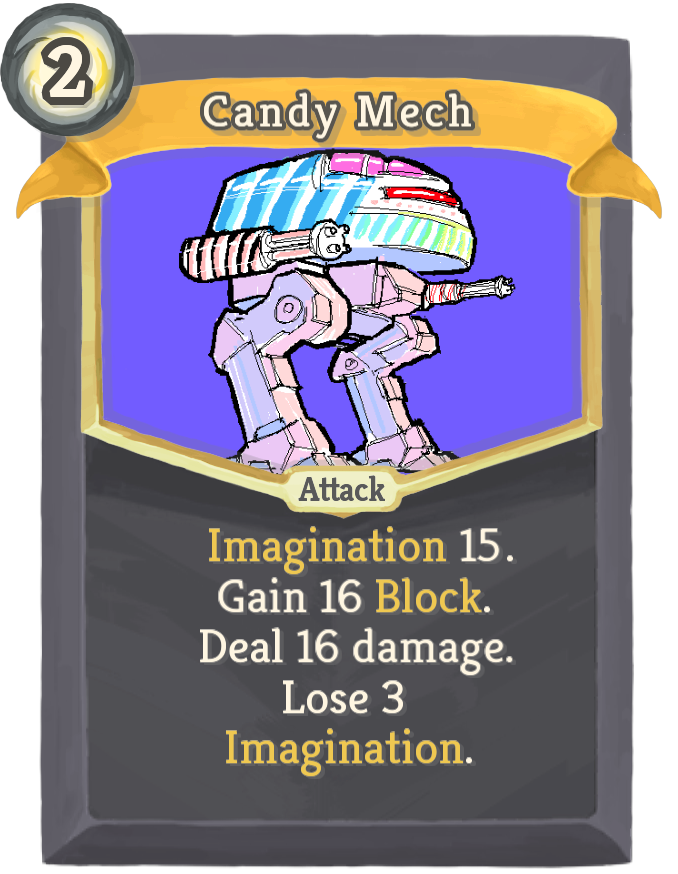 2
Candy Mech
Attack
Imagination 15.
Gain 16 Block.
Deal 16 damage.
Lose 3
Imagination.